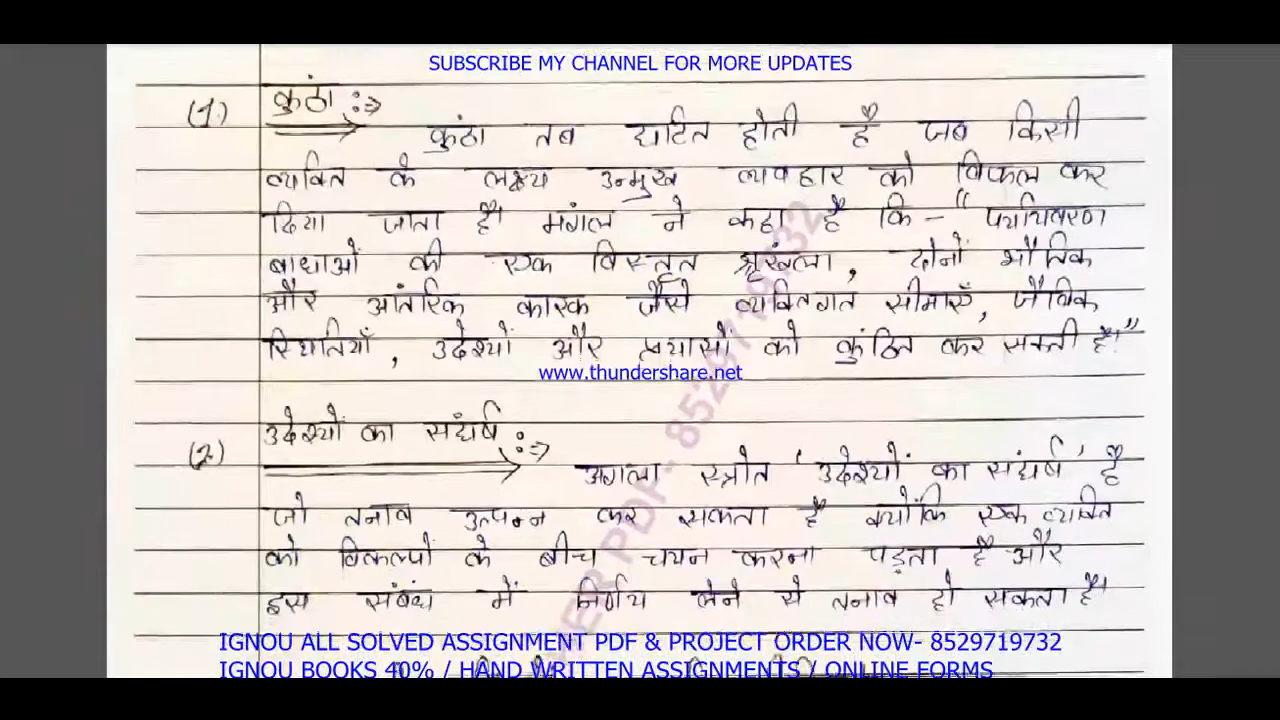 SUBSCRIBE MY CHANNEL FOR MORE UPDATES
(1.) कुंठा :⇒
कुंठा तब घटित होती है जब किसी
व्यक्ति के लक्ष्य उन्मुख व्यवहार को विफल कर
दिया जाता है। मंगल ने कहा है कि - "पर्यावरण
बाधाओं की एक विस्तृत श्रृंखला, दोनों भौतिक
और आंतरिक कारक जैसे व्यक्तिगत सीमाएँ, जैविक
स्थितियाँ, उदेश्यों और प्रयासों को कुंठित कर सकती है।"
www.thundershare.net
(2.) उदेश्यों का संघर्ष :⇒
अगला स्त्रोत 'उदेश्यों का संघर्ष' है
जो तनाव उत्पन्न कर सकता है क्योंकि एक व्यक्ति
को विकल्पों के बीच चयन करना पड़ता है और
इस संबंध में निर्णय लेने से तनाव हो सकता है।
PDF- 8529719732
IGNOU ALL SOLVED ASSIGNMENT PDF & PROJECT ORDER NOW- 8529719732
IGNOU BOOKS 40% / HAND WRITTEN ASSIGNMENTS / ONLINE FORMS